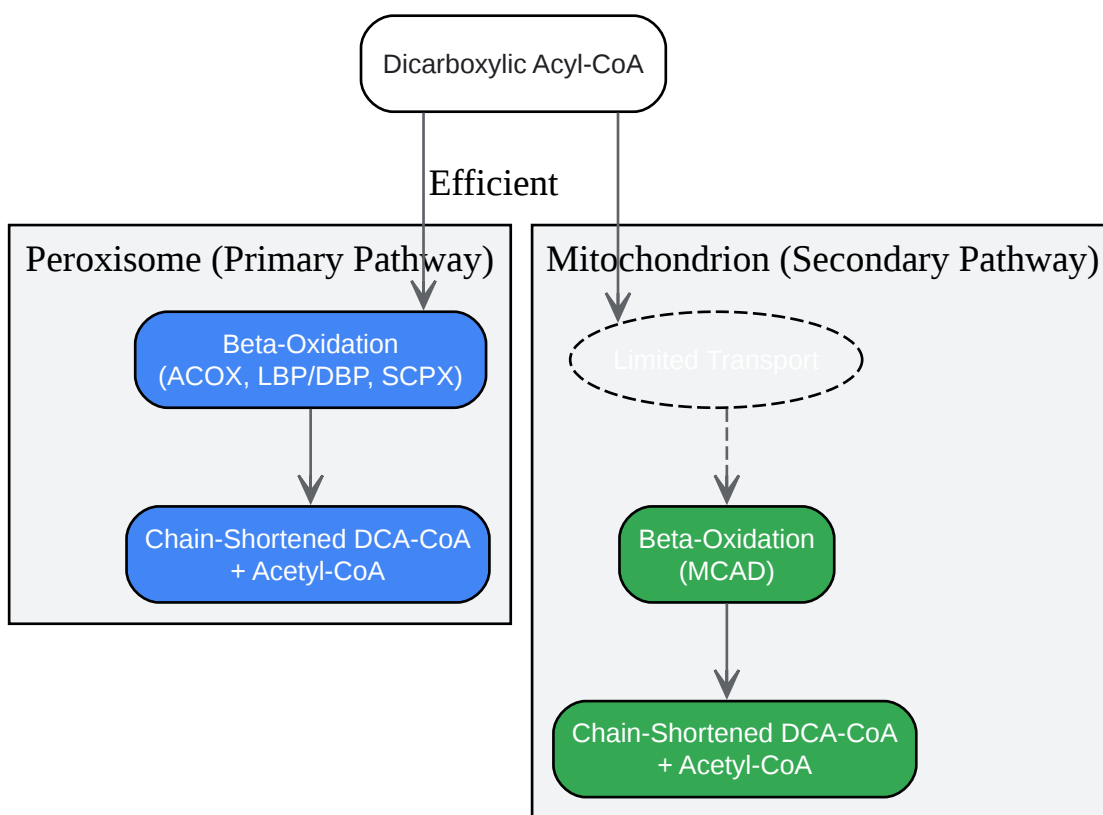 Dicarboxylic Acyl-CoA
Efficient
Peroxisome (Primary Pathway)
Beta-Oxidation
(ACOX, LBP/DBP, SCPX)
Chain-Shortened DCA-CoA
+ Acetyl-CoA
Mitochondrion (Secondary Pathway)
Limited Transport
Beta-Oxidation
(MCAD)
Chain-Shortened DCA-CoA
+ Acetyl-CoA